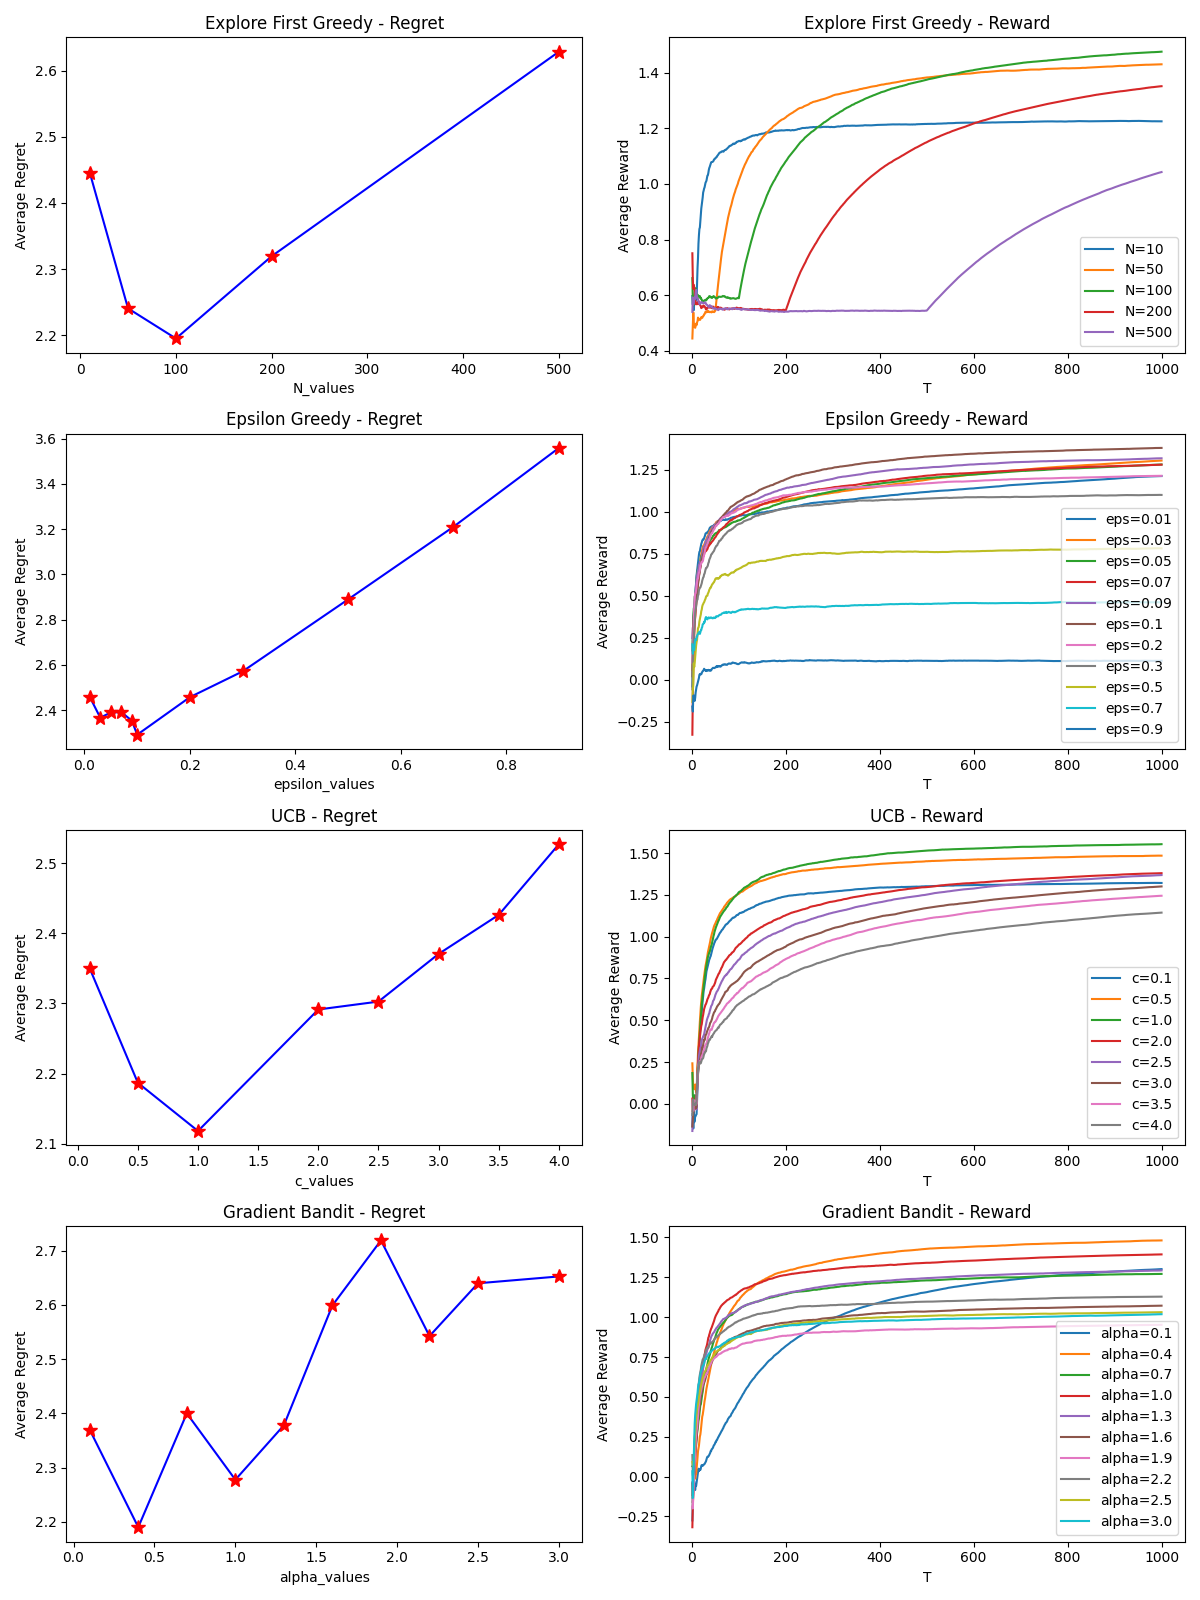 Explore First Greedy - Regret
Average Regret
2.6
2.5
2.4
2.3
2.2
0 100 200 300 400 500
N_values
Explore First Greedy - Reward
Average Reward
1.4
1.2
1.0
0.8
0.6
0.4
N=10
N=50
N=100
N=200
N=500
0 200 400 600 800 1000
T
Epsilon Greedy - Regret
Average Regret
3.6
3.4
3.2
3.0
2.8
2.6
2.4
0.0 0.2 0.4 0.6 0.8
epsilon_values
Epsilon Greedy - Reward
Average Reward
1.25
1.00
0.75
0.50
0.25
0.00
−0.25
eps=0.01
eps=0.03
eps=0.05
eps=0.07
eps=0.09
eps=0.1
eps=0.2
eps=0.3
eps=0.5
eps=0.7
eps=0.9
0 200 400 600 800 1000
T
UCB - Regret
Average Regret
2.5
2.4
2.3
2.2
2.1
0.0 0.5 1.0 1.5 2.0 2.5 3.0 3.5 4.0
c_values
UCB - Reward
Average Reward
1.50
1.25
1.00
0.75
0.50
0.25
0.00
c=0.1
c=0.5
c=1.0
c=2.0
c=2.5
c=3.0
c=3.5
c=4.0
0 200 400 600 800 1000
T
Gradient Bandit - Regret
Average Regret
2.7
2.6
2.5
2.4
2.3
2.2
0.0 0.5 1.0 1.5 2.0 2.5 3.0
alpha_values
Gradient Bandit - Reward
Average Reward
1.50
1.25
1.00
0.75
0.50
0.25
0.00
−0.25
alpha=0.1
alpha=0.4
alpha=0.7
alpha=1.0
alpha=1.3
alpha=1.6
alpha=1.9
alpha=2.2
alpha=2.5
alpha=3.0
0 200 400 600 800 1000
T